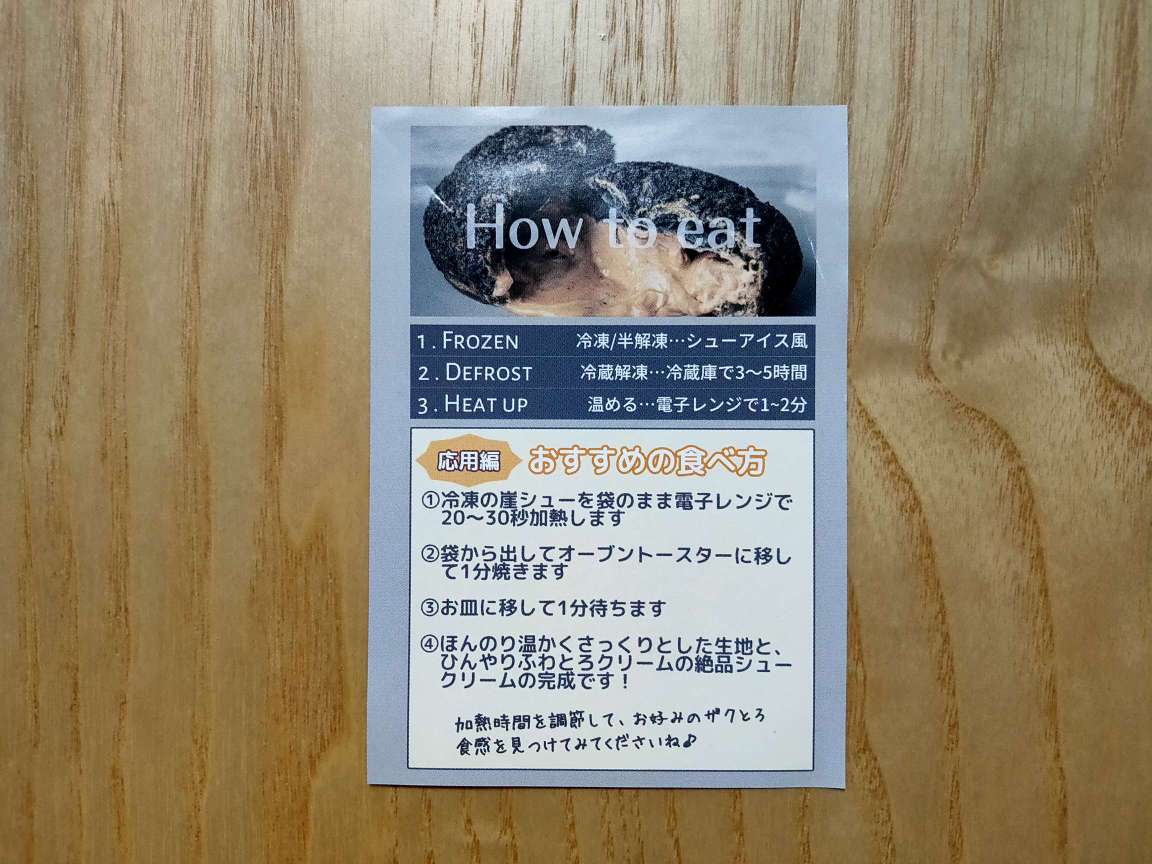 How to eat
1. FROZEN 冷凍/半解凍…シューアイス風
2. DEFROST 冷蔵解凍…冷蔵庫で3〜5時間
3. HEAT UP 温める…電子レンジで1~2分
応用編 おすすめの食べ方
①冷凍の崖シューを袋のまま電子レンジで
20〜30秒加熱します
②袋から出してオーブントースターに移し
て1分焼きます
③お皿に移して1分待ちます
④ほんのり温かくさっくりとした生地と、
ひんやりふわとろクリームの絶品シュー
クリームの完成です!
加熱時間を調節して、お好みのザクとろ
食感を見つけてみてくださいね♪